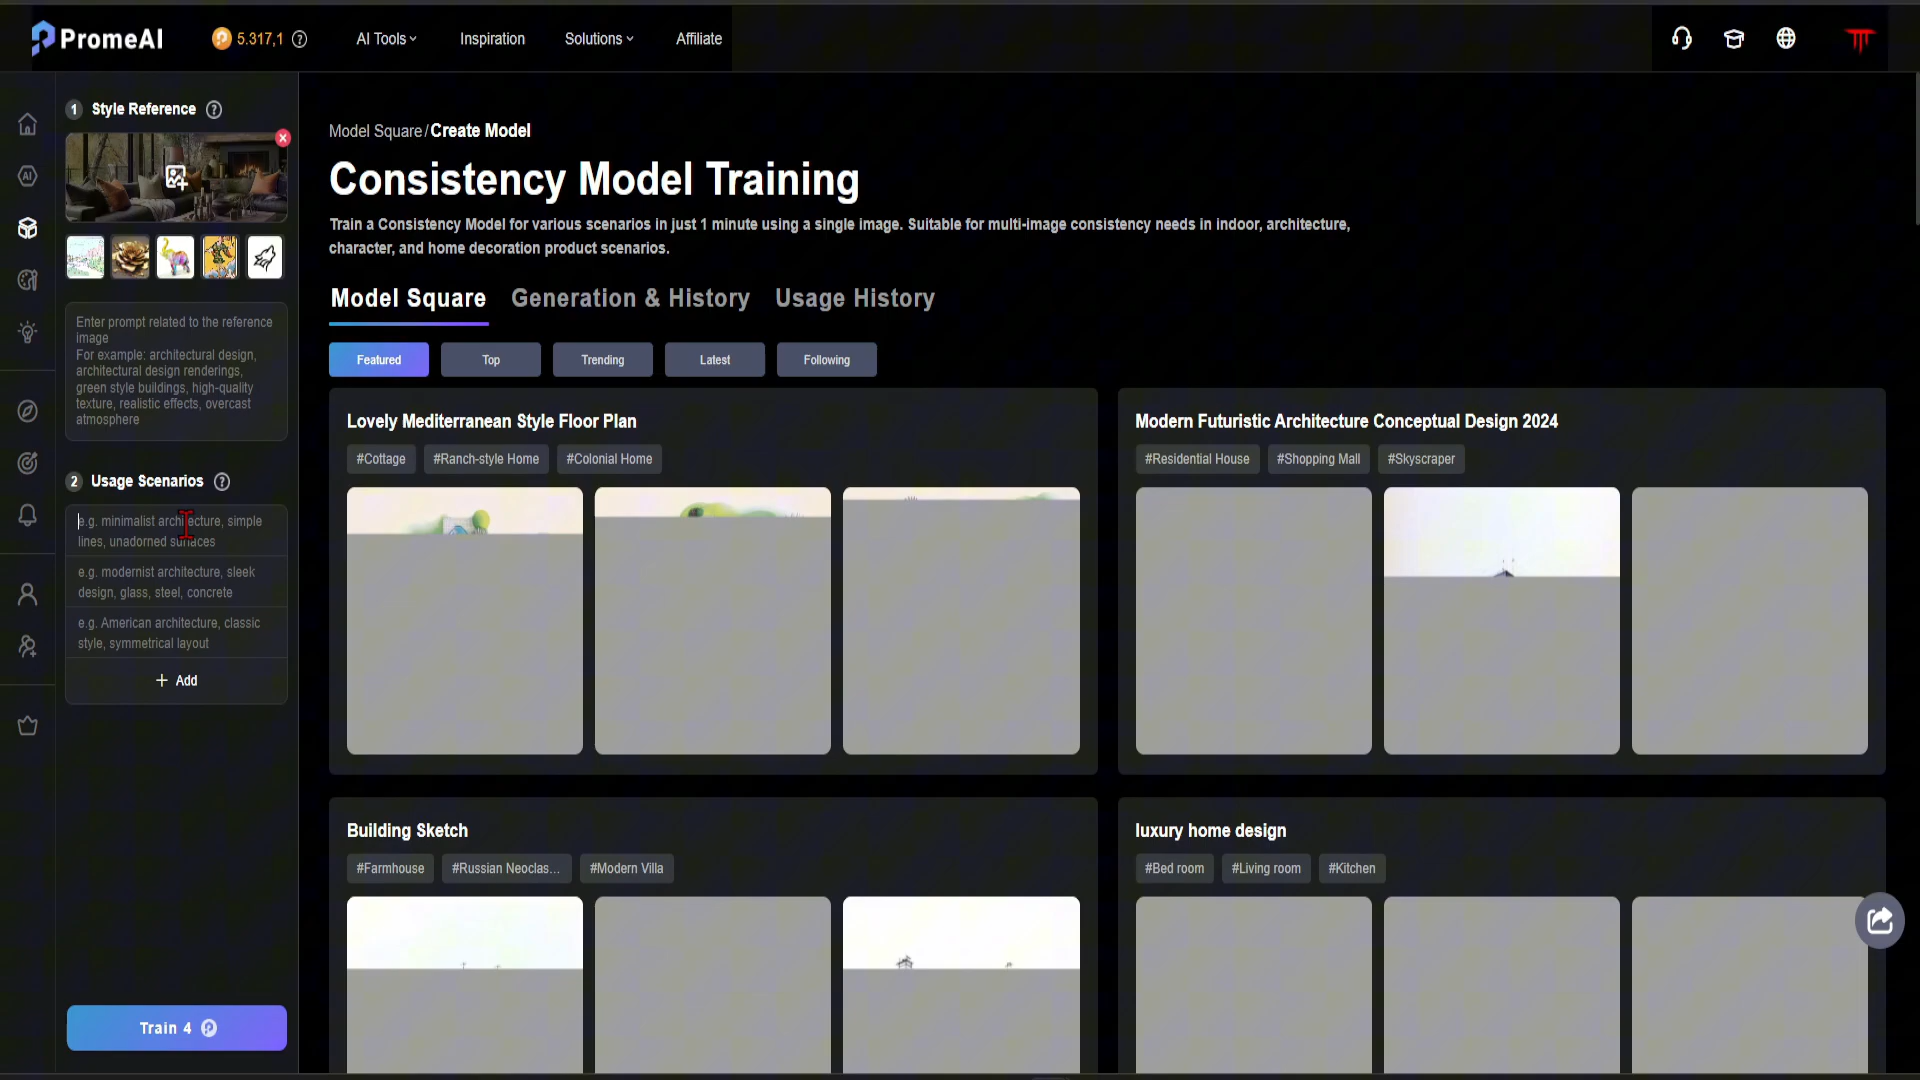 PromeAI
5.317,1
AI Tools
Inspiration
Solutions
Affiliate
1 Style Reference
Enter prompt related to the reference
image
For example: architectural design,
architectural design renderings,
green style buildings, high-quality
texture, realistic effects, overcast
atmosphere
2 Usage Scenarios
e.g. minimalist architecture, simple
lines, unadorned surfaces
e.g. modernist architecture, sleek
design, glass, steel, concrete
e.g. American architecture, classic
style, symmetrical layout
+ Add
Train 4
Model Square/Create Model
Consistency Model Training
Train a Consistency Model for various scenarios in just 1 minute using a single image. Suitable for multi-image consistency needs in indoor, architecture,
character, and home decoration product scenarios.
Model Square Generation & History Usage History
Featured Top Trending Latest Following
Lovely Mediterranean Style Floor Plan
#Cottage #Ranch-style Home #Colonial Home
Modern Futuristic Architecture Conceptual Design 2024
#Residential House #Shopping Mall #Skyscraper
Building Sketch
#Farmhouse #Russian Neoclas... #Modern Villa
luxury home design
#Bed room #Living room #Kitchen